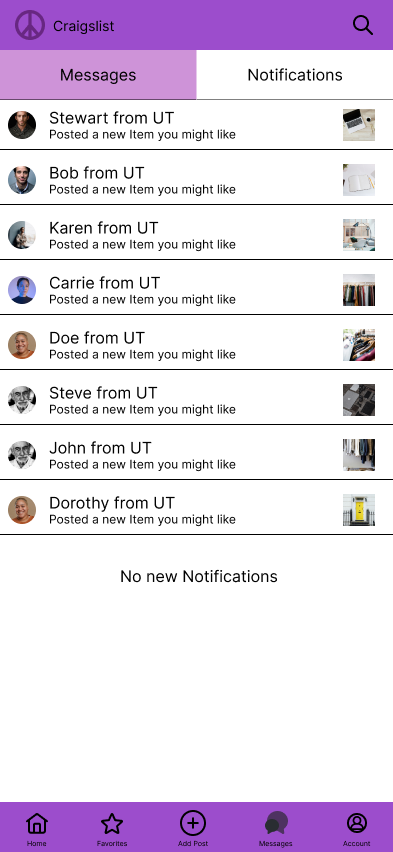 Craigslist
Messages
Notifications
Stewart from UT
Posted a new Item you might like
Bob from UT
Posted a new Item you might like
Karen from UT
Posted a new Item you might like
Carrie from UT
Posted a new Item you might like
Doe from UT
Posted a new Item you might like
Steve from UT
Posted a new Item you might like
John from UT
Posted a new Item you might like
Dorothy from UT
Posted a new Item you might like
No new Notifications
Home
Favorites
Add Post
Messages
Account